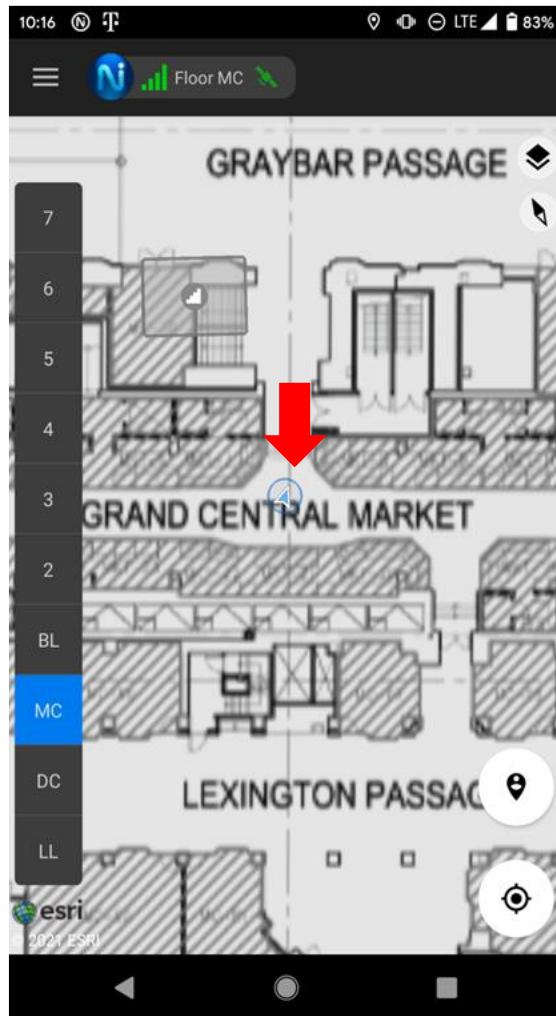 10:16
LTE 83%
Ni Floor MC
GRAYBAR PASSAGE
7
6
5
4
3
GRAND CENTRAL MARKET
2
BL
MC
DC
LEXINGTON PASSAG
LL
esri
© 2021 ESRI